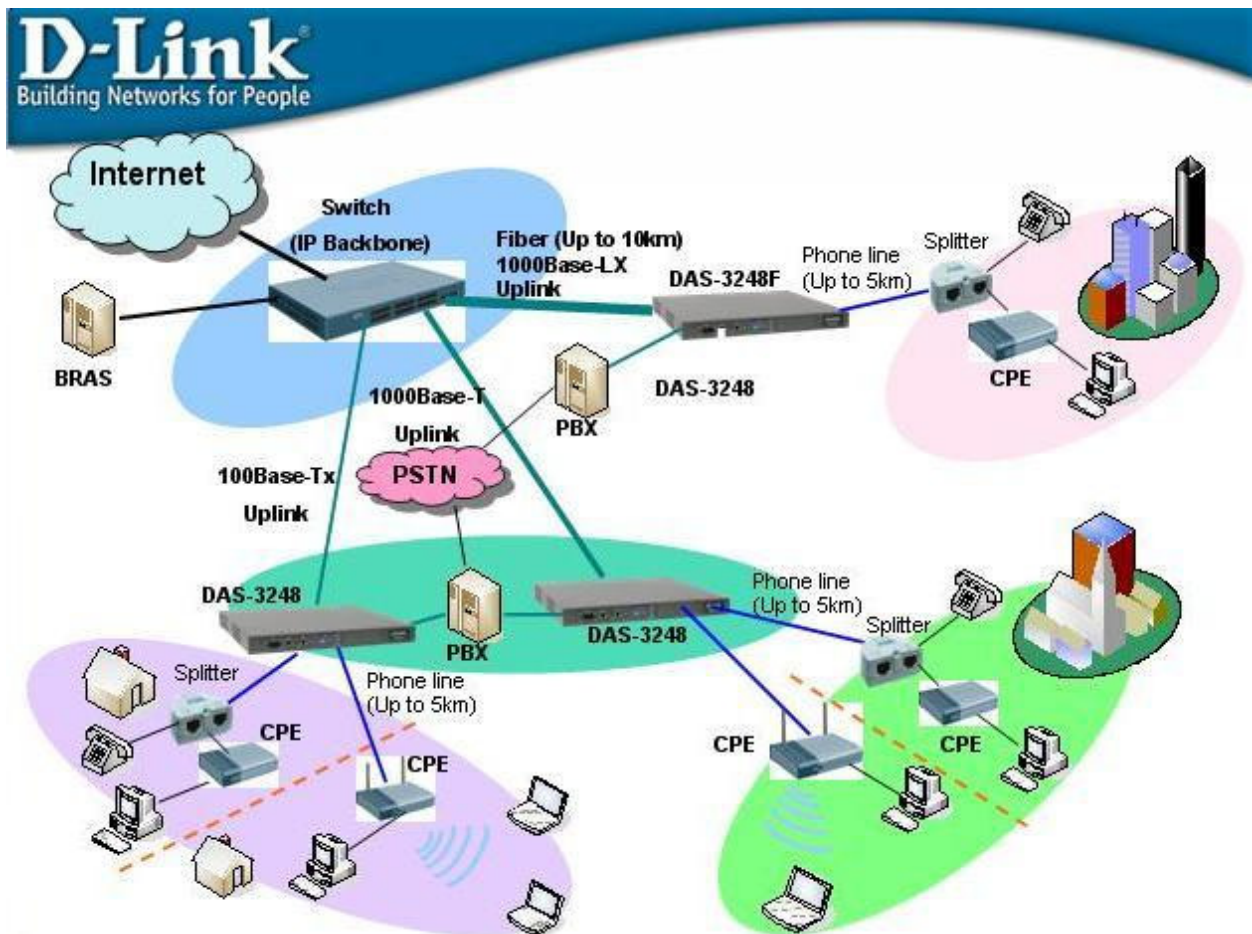 D-Link
Building Networks for People
Internet
Switch
(IP Backbone)
Fiber (Up to 10km)
1000Base-LX
Uplink
DAS-3248F
Phone line
(Up to 5km)
Splitter
BRAS
CPE
DAS-3248
1000Base-T
Uplink
PBX
PSTN
100Base-Tx
Uplink
DAS-3248
PBX
DAS-3248
Phone line
(Up to 5km)
Splitter
Splitter
Phone line
(Up to 5km)
CPE
CPE
CPE
CPE